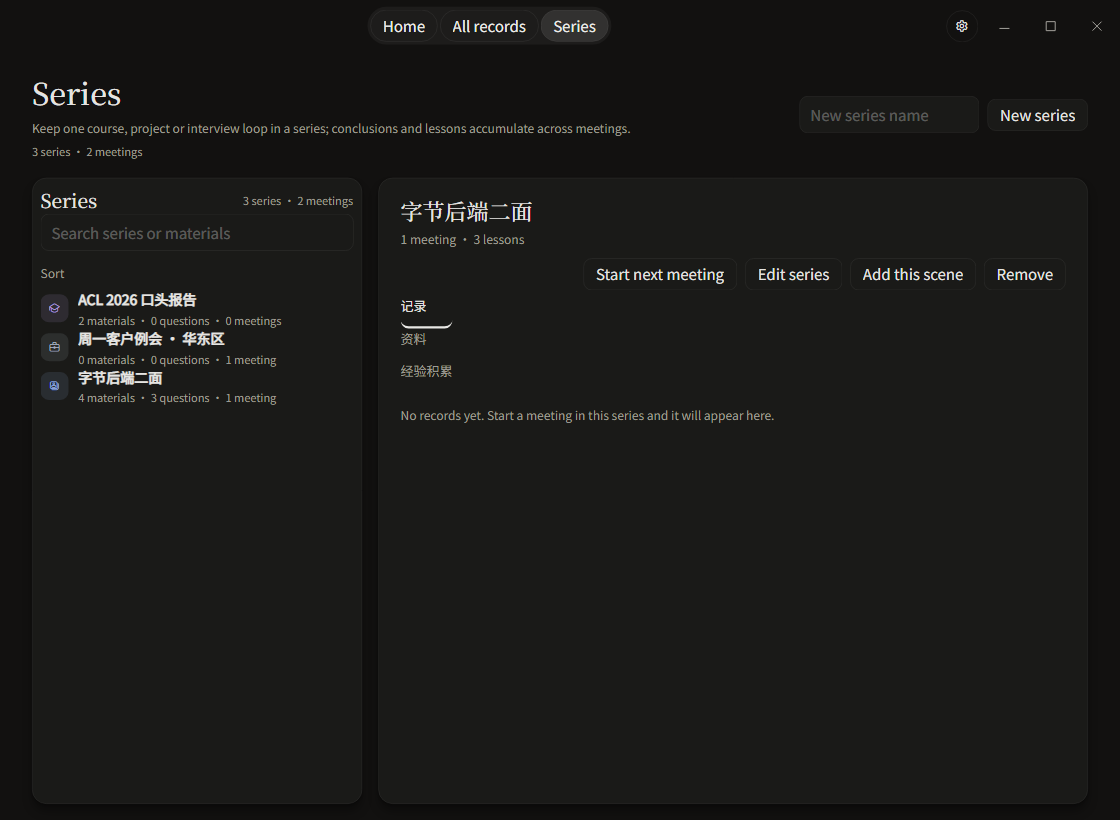 Home All records Series
Series
Keep one course, project or interview loop in a series; conclusions and lessons accumulate across meetings.
3 series • 2 meetings
New series name New series
Series 3 series • 2 meetings
Search series or materials
Sort
ACL 2026 口头报告
2 materials • 0 questions • 0 meetings
周一客户例会 • 华东区
0 materials • 0 questions • 1 meeting
字节后端二面
4 materials • 3 questions • 1 meeting
字节后端二面
1 meeting • 3 lessons
Start next meeting Edit series Add this scene Remove
记录
资料
经验积累
No records yet. Start a meeting in this series and it will appear here.